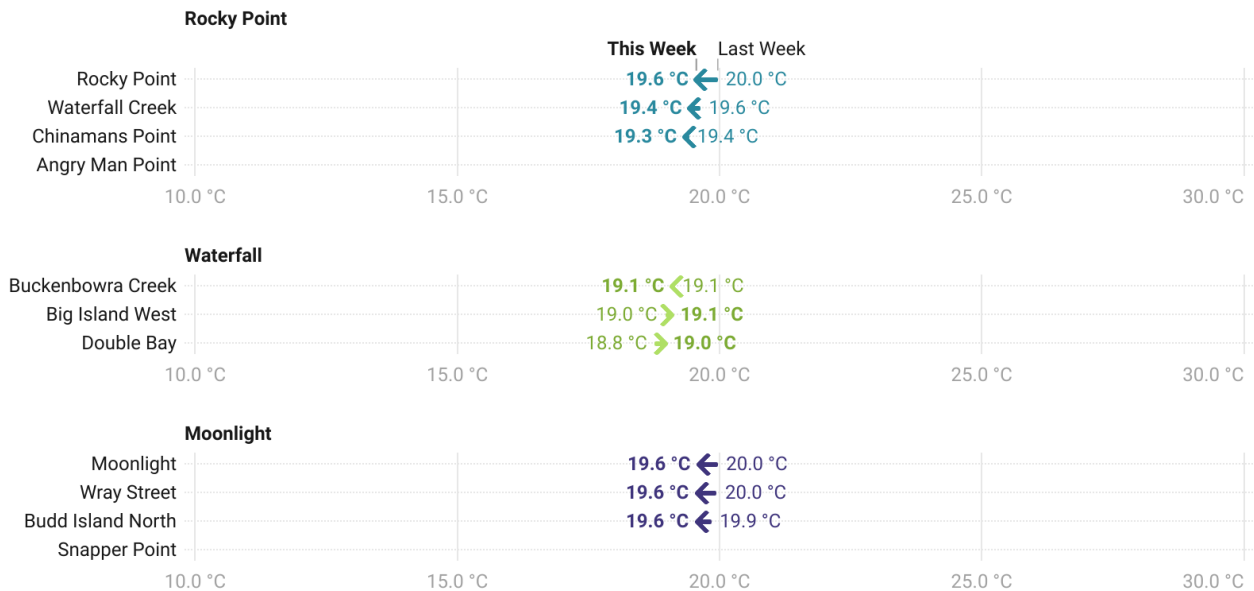 Rocky Point
This Week Last Week
Rocky Point 19.6 °C 20.0 °C
Waterfall Creek 19.4 °C 19.6 °C
Chinamans Point 19.3 °C 19.4 °C
Angry Man Point
10.0 °C 15.0 °C 20.0 °C 25.0 °C 30.0 °C
Waterfall
Buckenbowra Creek 19.1 °C 19.1 °C
Big Island West 19.0 °C 19.1 °C
Double Bay 18.8 °C 19.0 °C
10.0 °C 15.0 °C 20.0 °C 25.0 °C 30.0 °C
Moonlight
Moonlight 19.6 °C 20.0 °C
Wray Street 19.6 °C 20.0 °C
Budd Island North 19.6 °C 19.9 °C
Snapper Point
10.0 °C 15.0 °C 20.0 °C 25.0 °C 30.0 °C